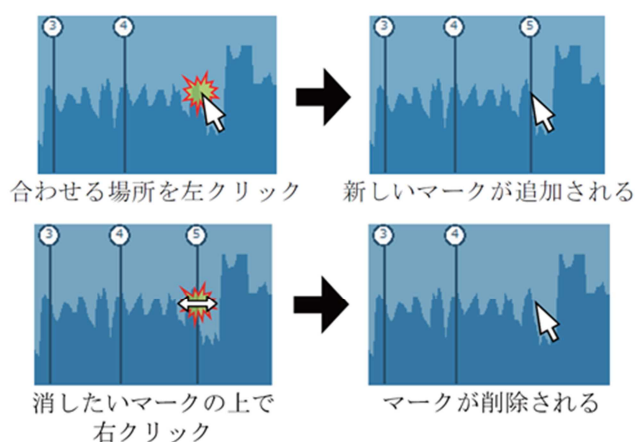 3 4
3 4 5
合わせる場所を左クリック
新しいマークが追加される
3 4 5
3 4
消したいマークの上で
右クリック
マークが削除される